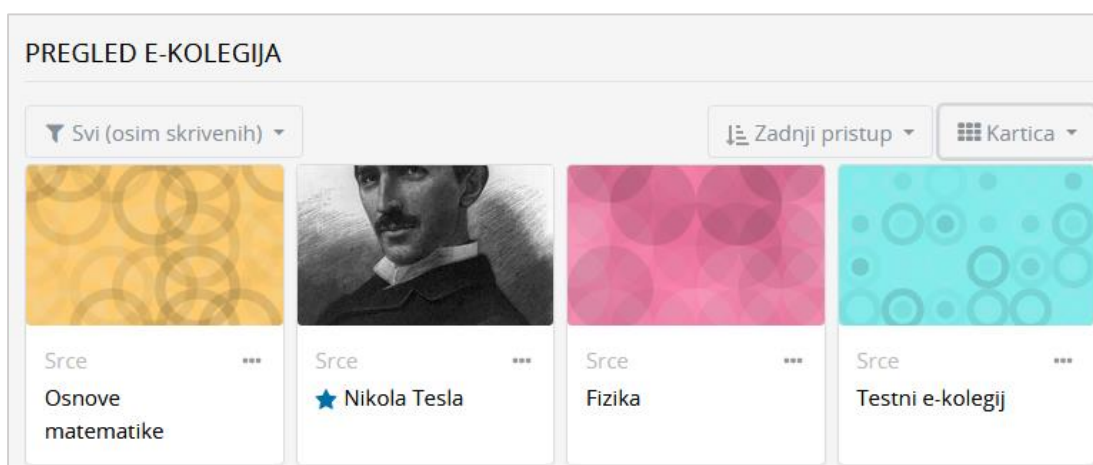 PREGLED E-KOLEGIJA
Svi (osim skrivenih)
Zadnji pristup
Kartica
Srce
Osnove
matematike
Srce
Nikola Tesla
Srce
Fizika
Srce
Testni e-kolegij